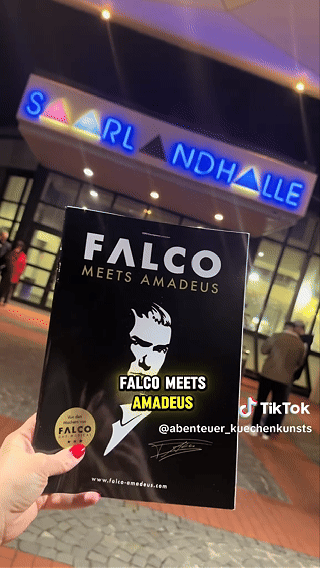 SAARLANDHALLE
FALCO
MEETS AMADEUS
FALCO MEETS
AMADEUS
FALCO
www.falco-amadeus.com
TikTok
@abenteuer_kuechenkunsts